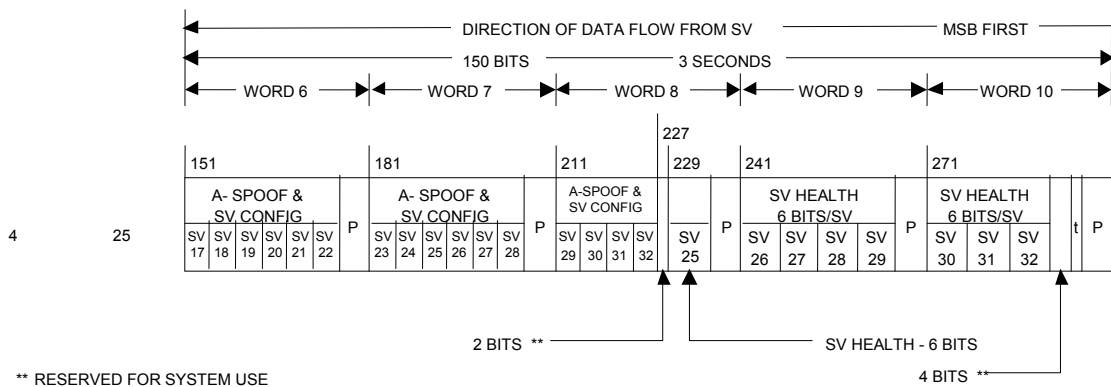 DIRECTION OF DATA FLOW FROM SV MSB FIRST
150 BITS 3 SECONDS
WORD 6 WORD 7 WORD 8 WORD 9 WORD 10
227
151 181 211 229 241 271
A- SPOOF & SV CONFIG P A- SPOOF & SV CONFIG P A-SPOOF & SV CONFIG P SV HEALTH 6 BITS/SV P SV HEALTH 6 BITS/SV t P
4 25 SV 17 SV 18 SV 19 SV 20 SV 21 SV 22 SV 23 SV 24 SV 25 SV 26 SV 27 SV 28 SV 29 SV 30 SV 31 SV 32 SV 25 SV 26 SV 27 SV 28 SV 29 SV 30 SV 31 SV 32
2 BITS ** SV HEALTH - 6 BITS
4 BITS **
** RESERVED FOR SYSTEM USE